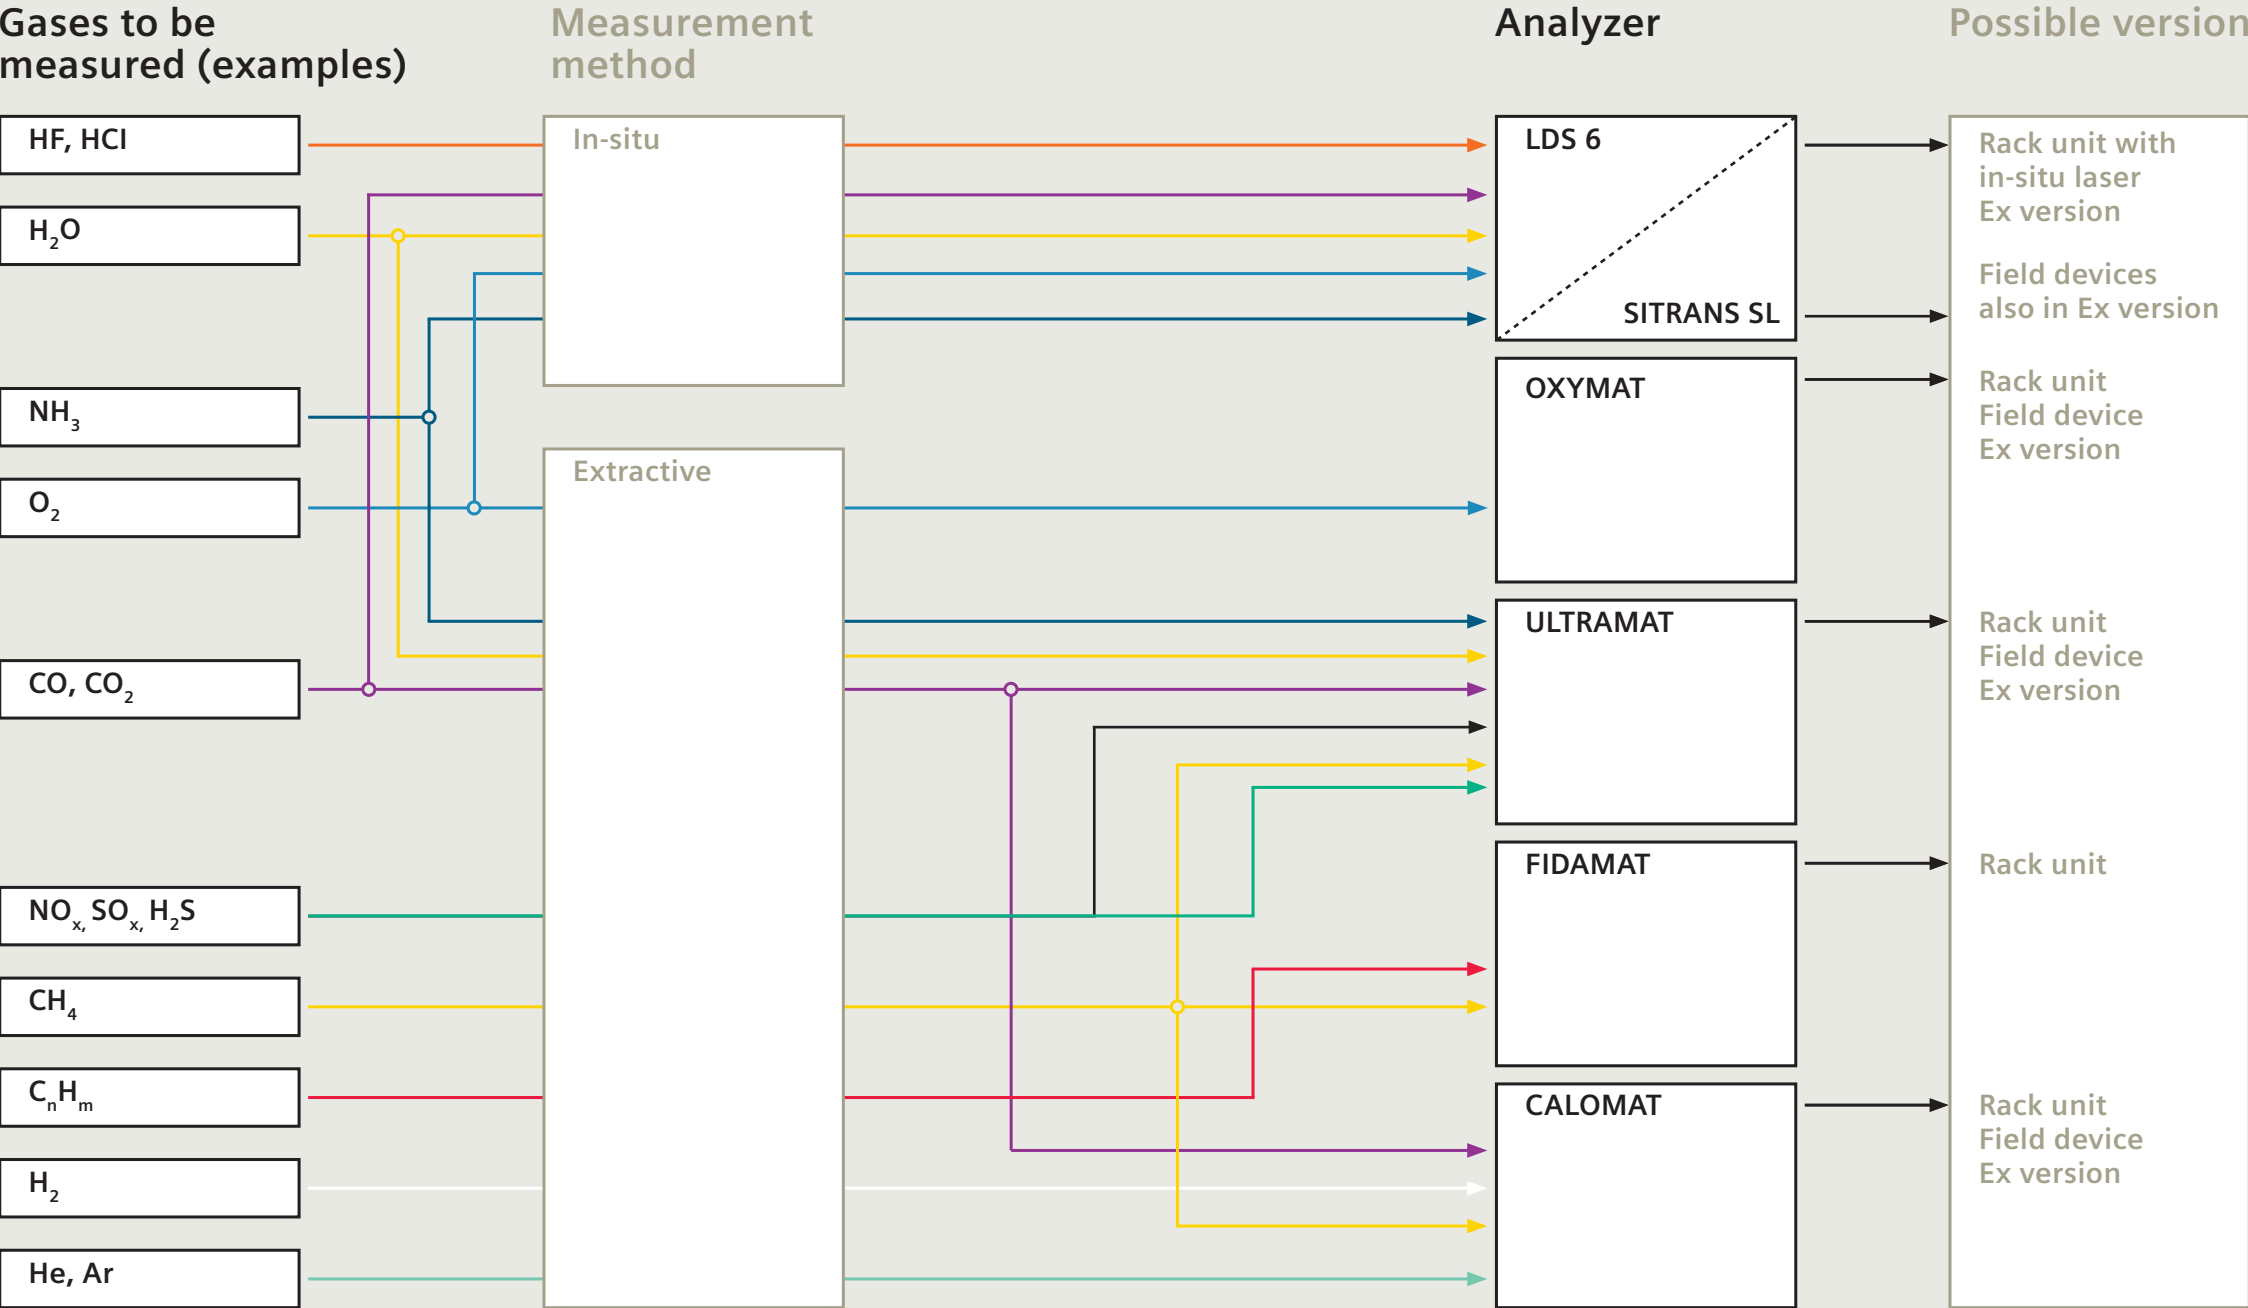 Gases to be
measured (examples)
Measurement
method
Analyzer
Possible version
HF, HCI
H₂O
NH₃
O₂
CO, CO₂
NOₓ, SOₓ, H₂S
CH₄
CₙHₘ
H₂
He, Ar
In-situ
Extractive
LDS 6
SITRANS SL
OXYMAT
ULTRAMAT
FIDAMAT
CALOMAT
Rack unit with
in-situ laser
Ex version
Field devices
also in Ex version
Rack unit
Field device
Ex version
Rack unit
Field device
Ex version
Rack unit
Rack unit
Field device
Ex version